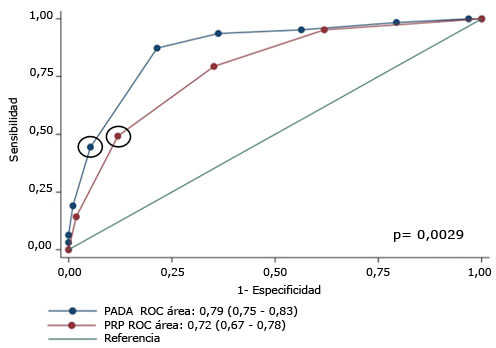 1,00
0,75
0,50
0,25
0,00
Sensibilidad
p= 0,0029
0,00 0,25 0,50 0,75 1,00
1- Especificidad
PADA ROC área: 0,79 (0,75 - 0,83)
PRP ROC área: 0,72 (0,67 - 0,78)
Referencia